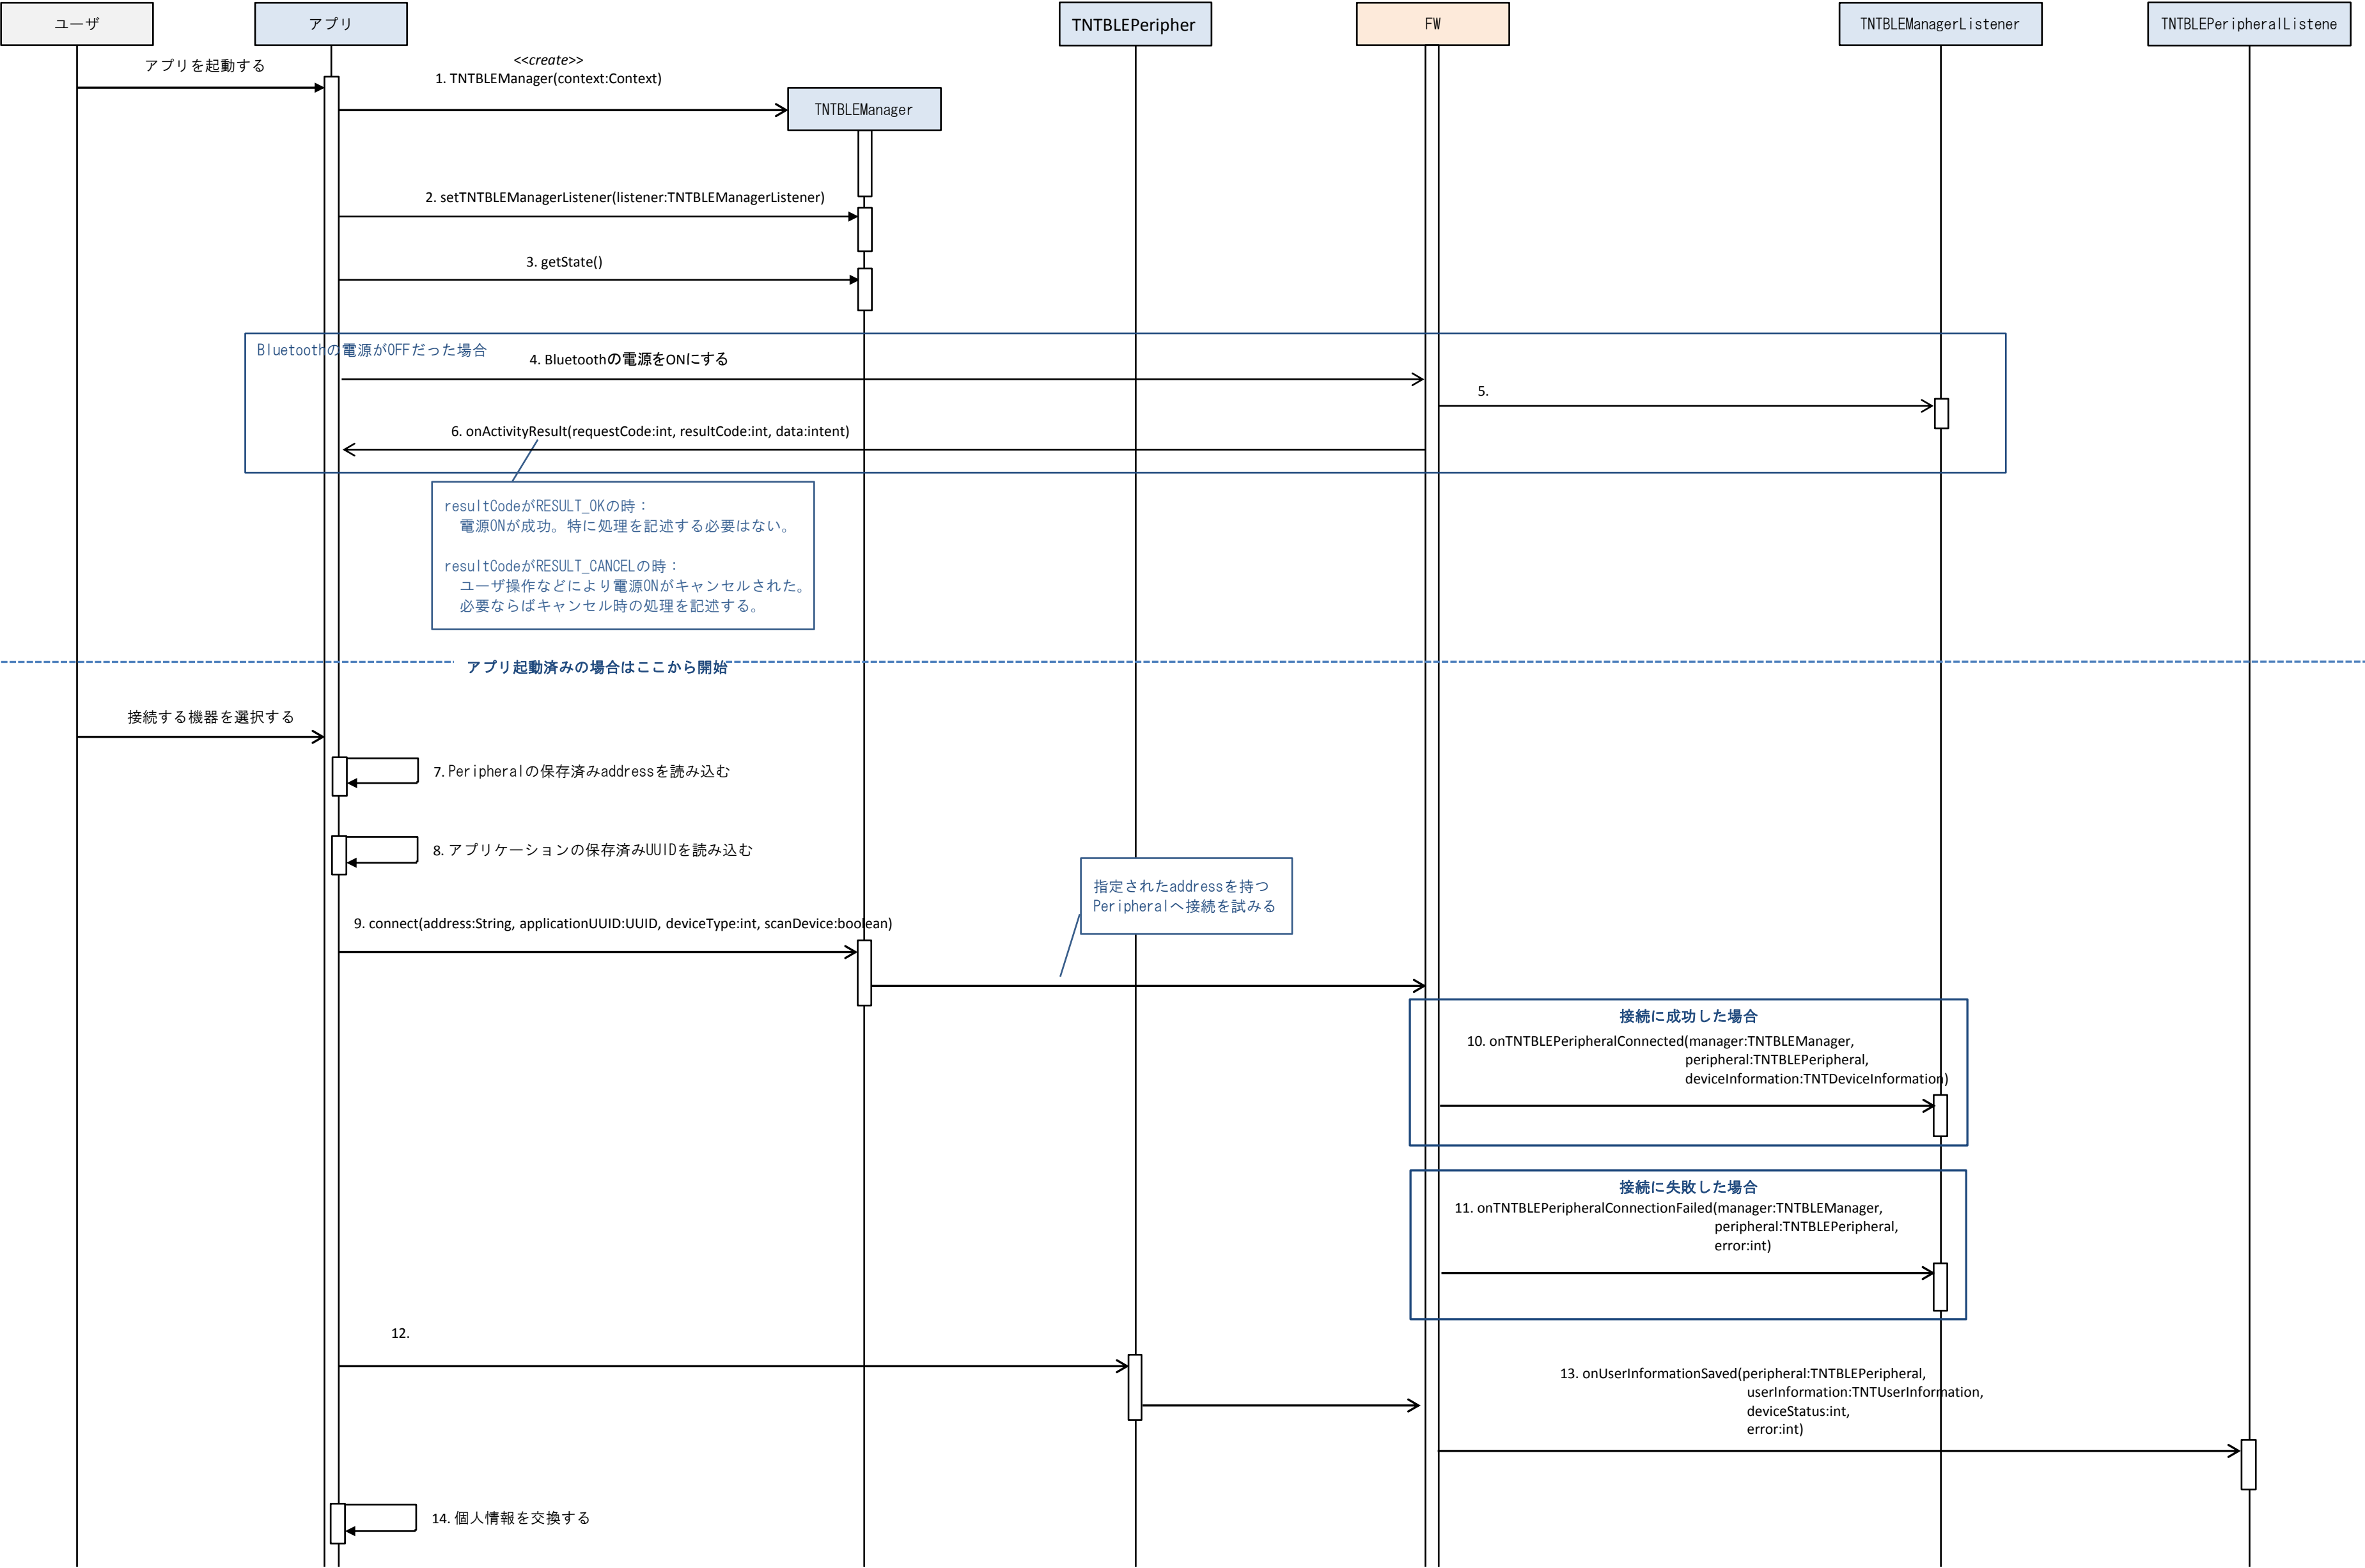 ユーザ
アプリ
TNTBLEPeripher
FW
TNTBLEManagerListener
TNTBLEPeripheralListene
アプリを起動する
<<create>>
1. TNTBLEManager(context:Context)
TNTBLEManager
2. setTNTBLEManagerListener(listener:TNTBLEManagerListener)
3. getState()
Bluetoothの電源がOFFだった場合
4. Bluetoothの電源をONにする
5.
6. onActivityResult(requestCode:int, resultCode:int, data:intent)
resultCodeがRESULT_OKの時：
電源ONが成功。特に処理を記述する必要はない。
resultCodeがRESULT_CANCELの時：
ユーザ操作などにより電源ONがキャンセルされた。
必要ならばキャンセル時の処理を記述する。
アプリ起動済みの場合はここから開始
接続する機器を選択する
7. Peripheralの保存済みaddressを読み込む
8. アプリケーションの保存済みUUIDを読み込む
指定されたaddressを持つ
Peripheralへ接続を試みる
9. connect(address:String, applicationUUID:UUID, deviceType:int, scanDevice:boolean)
接続に成功した場合
10. onTNTBLEPeripheralConnected(manager:TNTBLEManager,
peripheral:TNTBLEPeripheral,
deviceInformation:TNTDeviceInformation)
接続に失敗した場合
11. onTNTBLEPeripheralConnectionFailed(manager:TNTBLEManager,
peripheral:TNTBLEPeripheral,
error:int)
12.
13. onUserInformationSaved(peripheral:TNTBLEPeripheral,
userInformation:TNTUserInformation,
deviceStatus:int,
error:int)
14. 個人情報を交換する